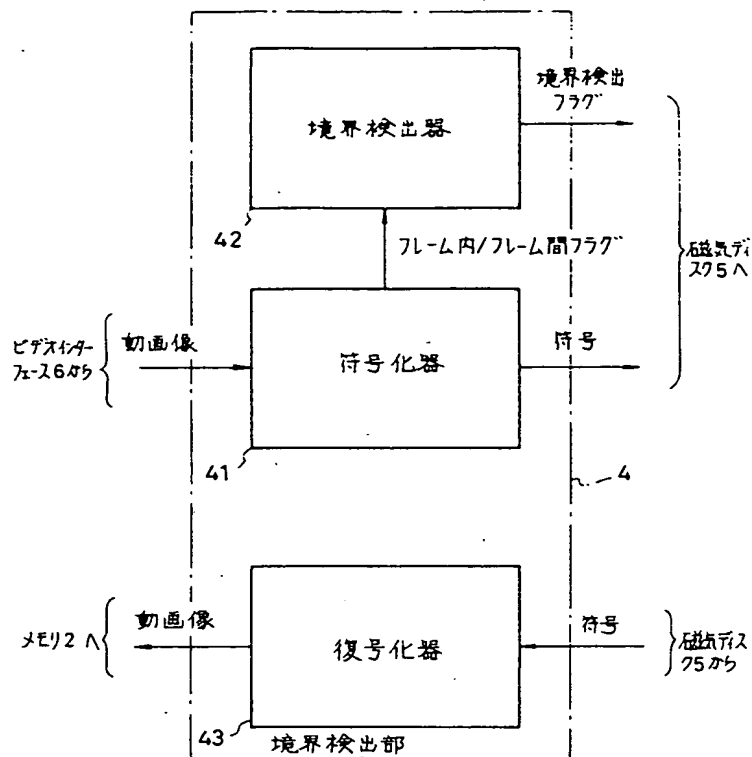 境界検出
フラグ
境界検出器
42
フレーム内/フレーム間フラグ
磁気ディ
スク5へ
ビデオインター
フェース6から
動画像
符号化器
符号
41
4
メモリ2へ
動画像
復号化器
符号
磁気ディス
ク5から
43
境界検出部